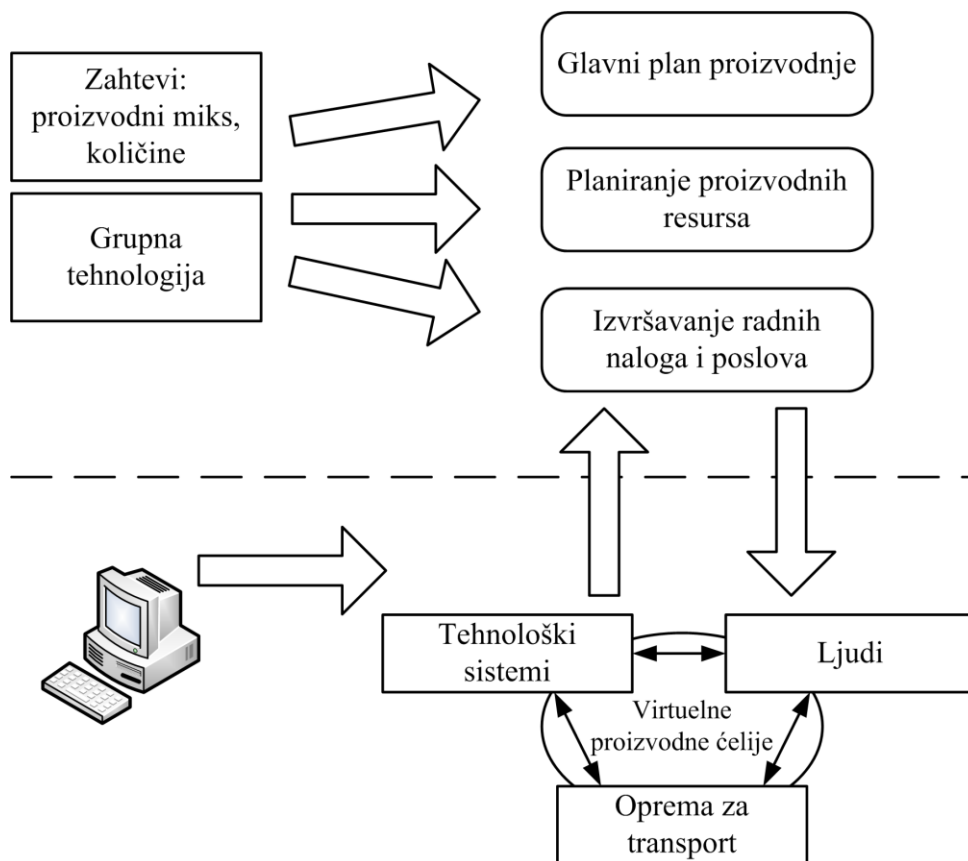 Zahtevi:
proizvodni miks,
količine
Grupna
tehnologija
Glavni plan proizvodnje
Planiranje proizvodnih
resursa
Izvršavanje radnih
naloga i poslova
Tehnološki
sistemi
Ljudi
Virtuelne
proizvodne ćelije
Oprema za
transport